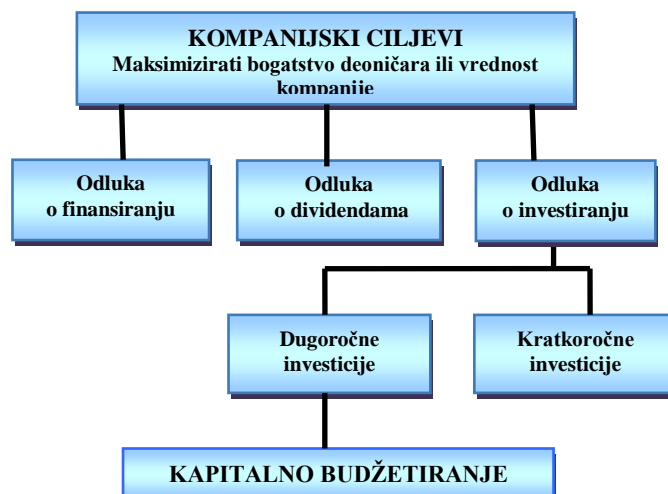 KOMPANIJSKI CILJEVI
Maksimizirati bogatstvo deoničara ili vrednost
kompanije
Odluka
o finansiranju
Odluka
o dividendama
Odluka
o investiranju
Dugoročne
investicije
Kratkoročne
investicije
KAPITALNO BUDŽETIRANJE